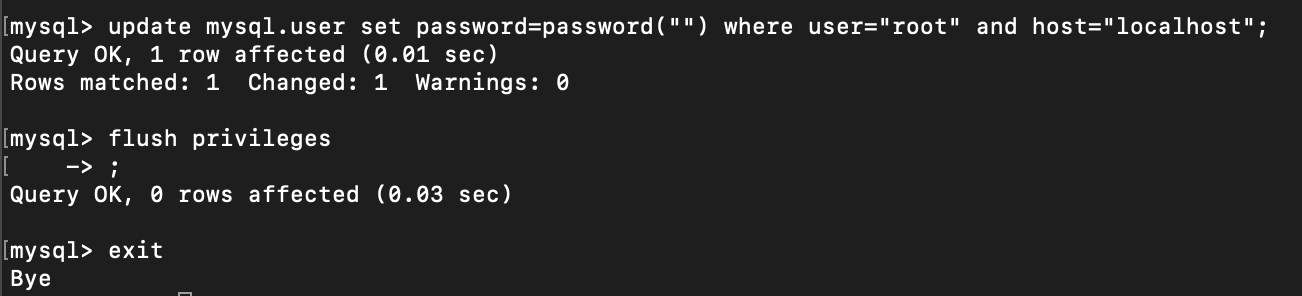 [mysql> update mysql.user set password=password("") where user="root" and host="localhost";
Query OK, 1 row affected (0.01 sec)
Rows matched: 1  Changed: 1  Warnings: 0
[mysql> flush privileges
[    -> ;
Query OK, 0 rows affected (0.03 sec)
[mysql> exit
Bye